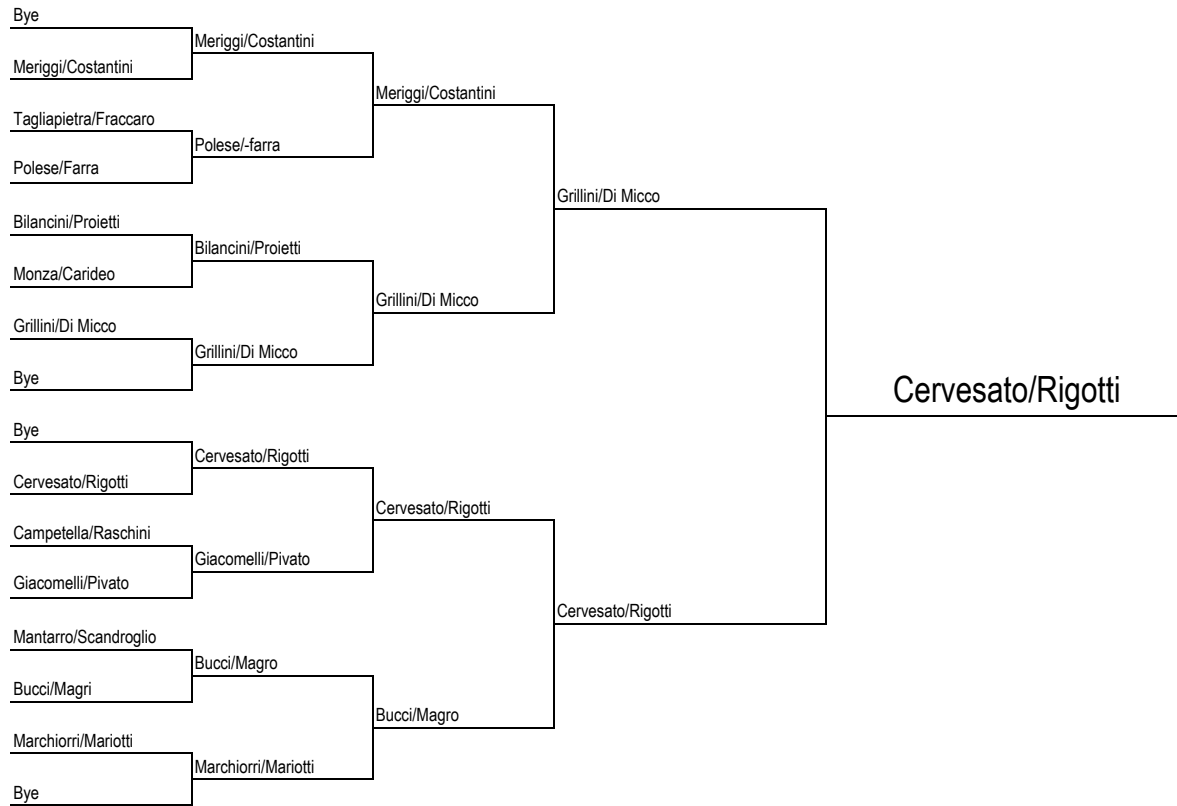 Bye
Meriggi/Costantini
Tagliapietra/Fraccaro
Polese/Farra
Bilancini/Proietti
Monza/Carideo
Grillini/Di Micco
Bye
Bye
Cervesato/Rigotti
Campetella/Raschini
Giacomelli/Pivato
Mantarro/Scandroglio
Bucci/Magri
Marchiorri/Mariotti
Bye
Meriggi/Costantini
Polese/-farra
Bilancini/Proietti
Grillini/Di Micco
Cervesato/Rigotti
Giacomelli/Pivato
Bucci/Magro
Marchiorri/Mariotti
Meriggi/Costantini
Grillini/Di Micco
Cervesato/Rigotti
Bucci/Magro
Grillini/Di Micco
Cervesato/Rigotti
Cervesato/Rigotti